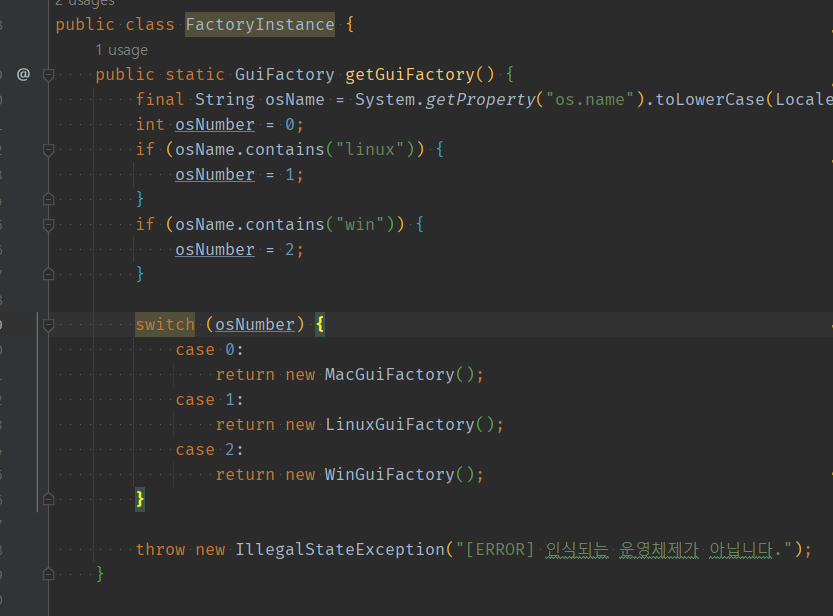 2 usages
public class FactoryInstance {
1 usage
@ public static GuiFactory getGuiFactory() {
final String osName = System.getProperty("os.name").toLowerCase(Locale
int osNumber = 0;
if (osName.contains("linux")) {
osNumber = 1;
}
if (osName.contains("win")) {
osNumber = 2;
}
switch (osNumber) {
case 0:
return new MacGuiFactory();
case 1:
return new LinuxGuiFactory();
case 2:
return new WinGuiFactory();
}
throw new IllegalStateException("[ERROR] 인식되는 운영체제가 아닙니다.");
}